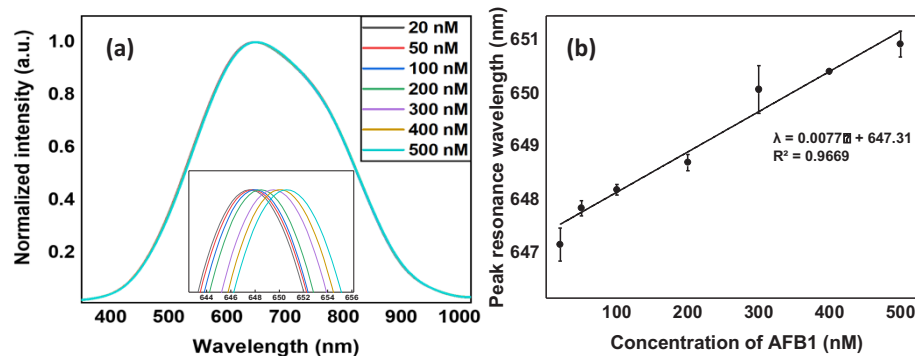 (a)
Normalized intensity (a.u.)
1.0
0.8
0.6
0.4
0.2
20 nM
50 nM
100 nM
200 nM
300 nM
400 nM
500 nM
644 646 648 650 652 654 656
400 500 600 700 800 900 1000
Wavelength (nm)
(b)
Peak resonance wavelength (nm)
651
650
649
648
647
λ = 0.0077 + 647.31
R² = 0.9669
100 200 300 400 500
Concentration of AFB1 (nM)